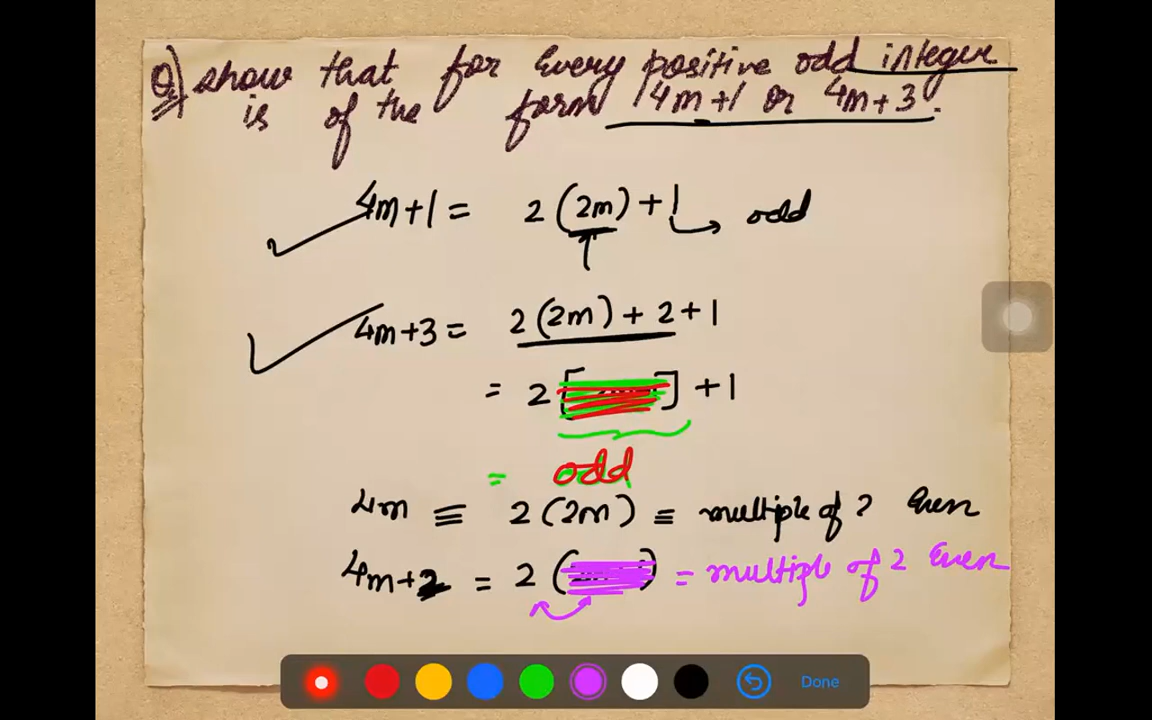 Q) show that for every positive odd integer
is of the form 4m+1 or 4m+3.
4m+1 = 2(2m)+1 odd
4m+3 = 2(2m)+2+1
= 2[ ]+1
= odd
4m ≡ 2(2m) ≡ multiple of 2 Even
4m+2 = 2( ) = multiple of 2 Even
Done